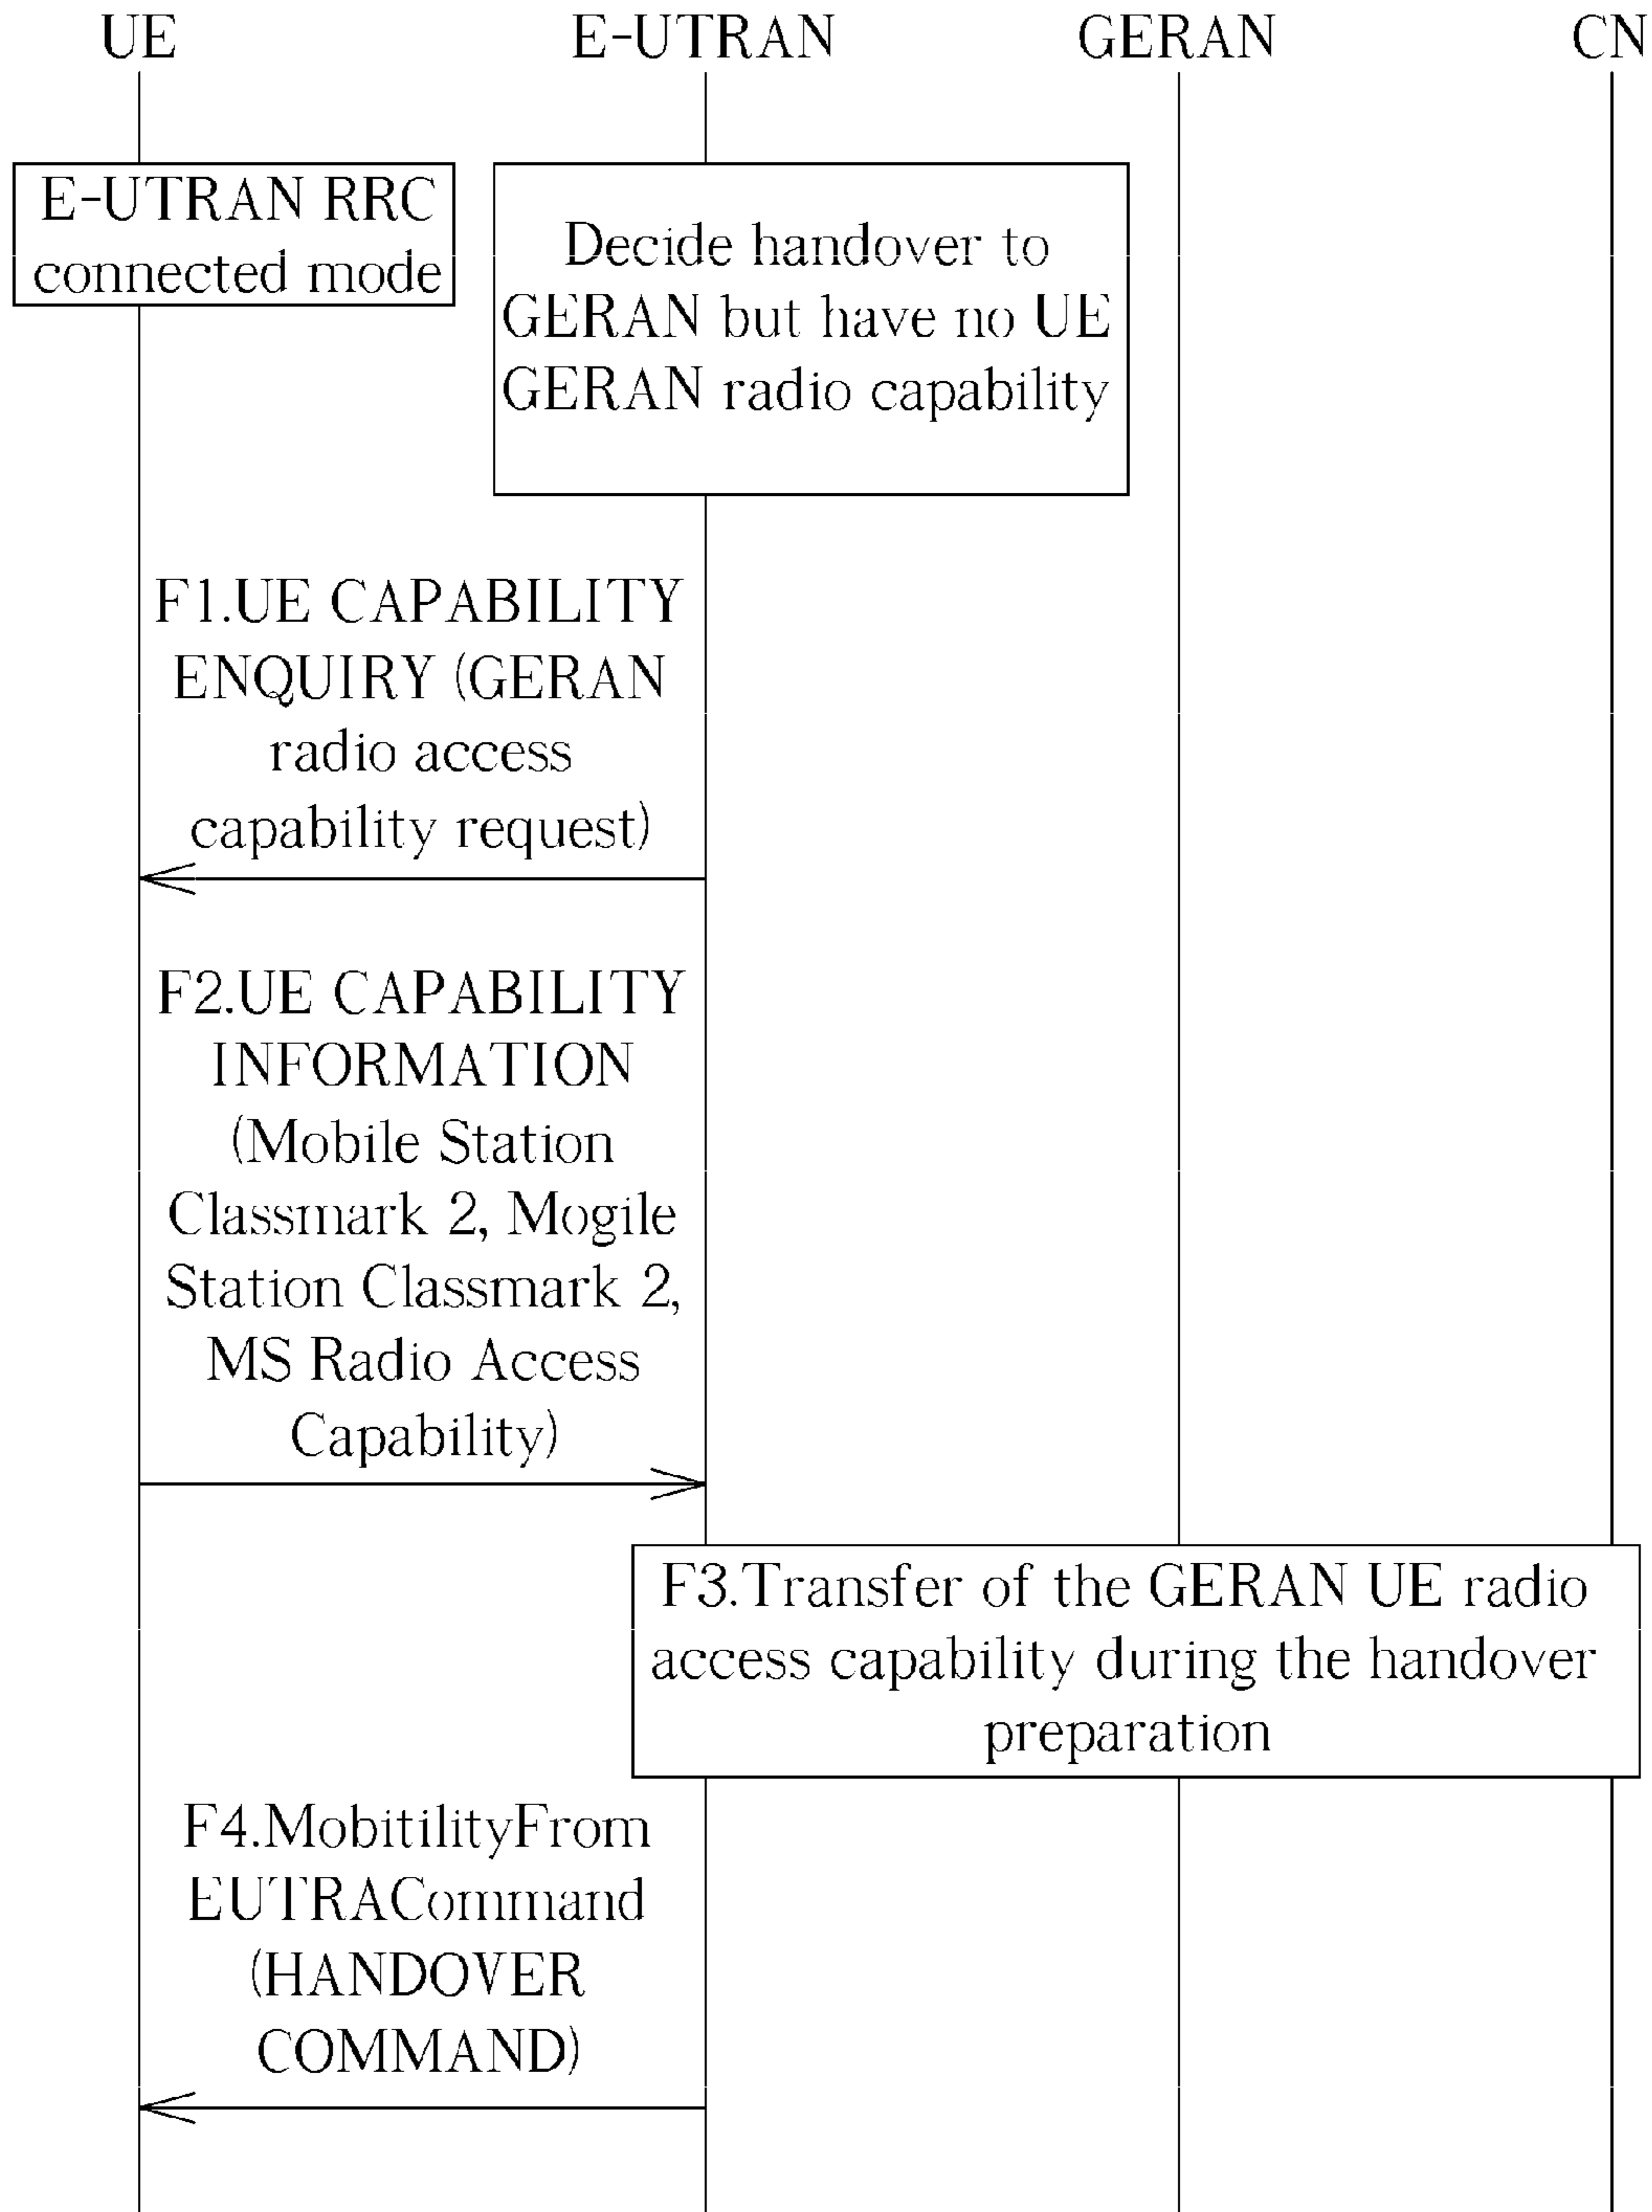 UE E-UTRAN GERAN CN
E-UTRAN RRC
connected mode
Decide handover to
GERAN but have no UE
GERAN radio capability
F1.UE CAPABILITY
ENQUIRY (GERAN
radio access
capability request)
F2.UE CAPABILITY
INFORMATION
(Mobile Station
Classmark 2, Mogile
Station Classmark 2,
MS Radio Access
Capability)
F3.Transfer of the GERAN UE radio
access capability during the handover
preparation
F4.MobitilityFrom
EUTRACommand
(HANDOVER
COMMAND)